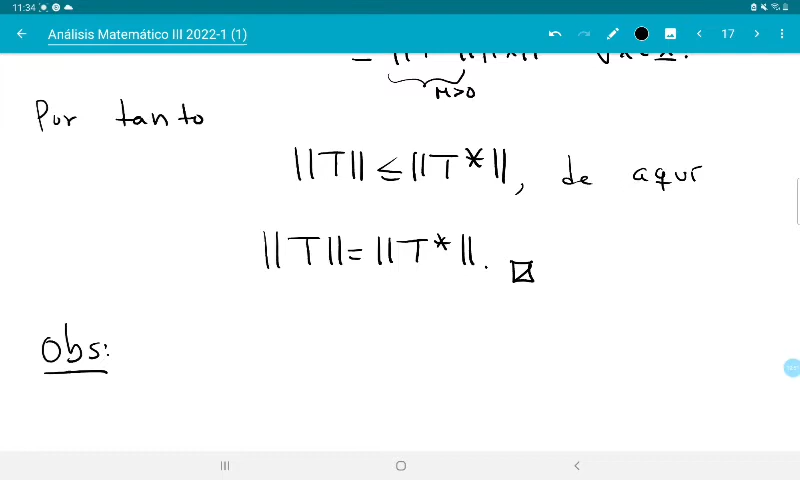 11:34
Análisis Matemático III 2022-1 (1)
17
M>0
Por tanto
||T|| ≤ ||T*||, de aquí
||T|| = ||T*||.
Obs: